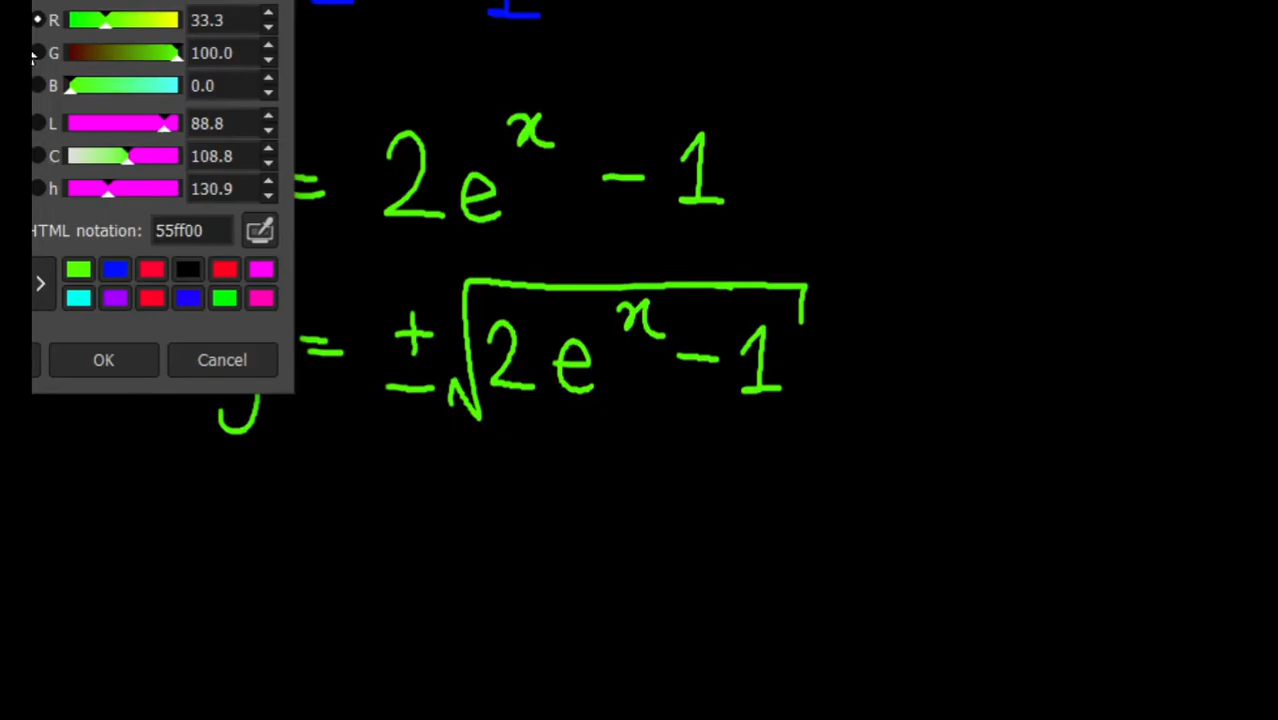 R 33.3
G 100.0
B 0.0
L 88.8
C 108.8
h 130.9
HTML notation: 55ff00
OK Cancel
= 2e^x - 1
y = ± √(2e^x - 1)